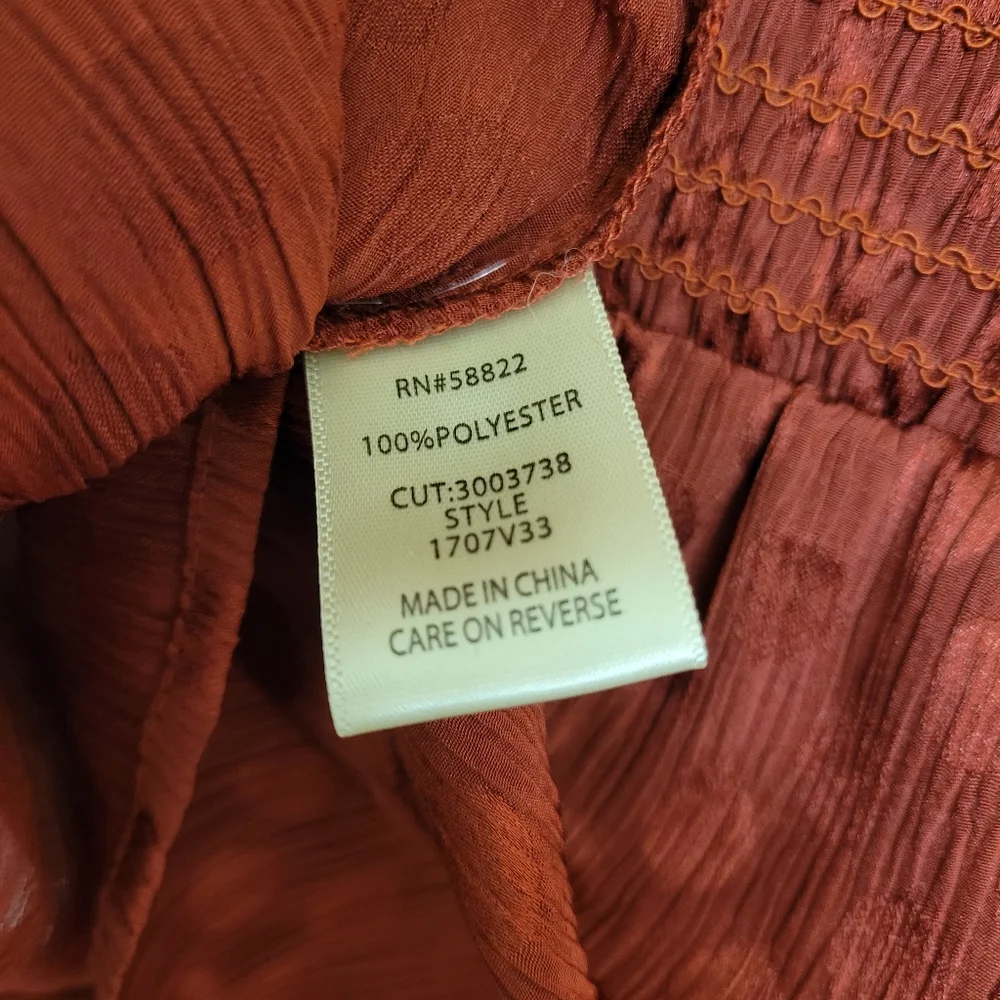 RN#58822
100%POLYESTER
CUT:3003738
STYLE
1707V33
MADE IN CHINA
CARE ON REVERSE